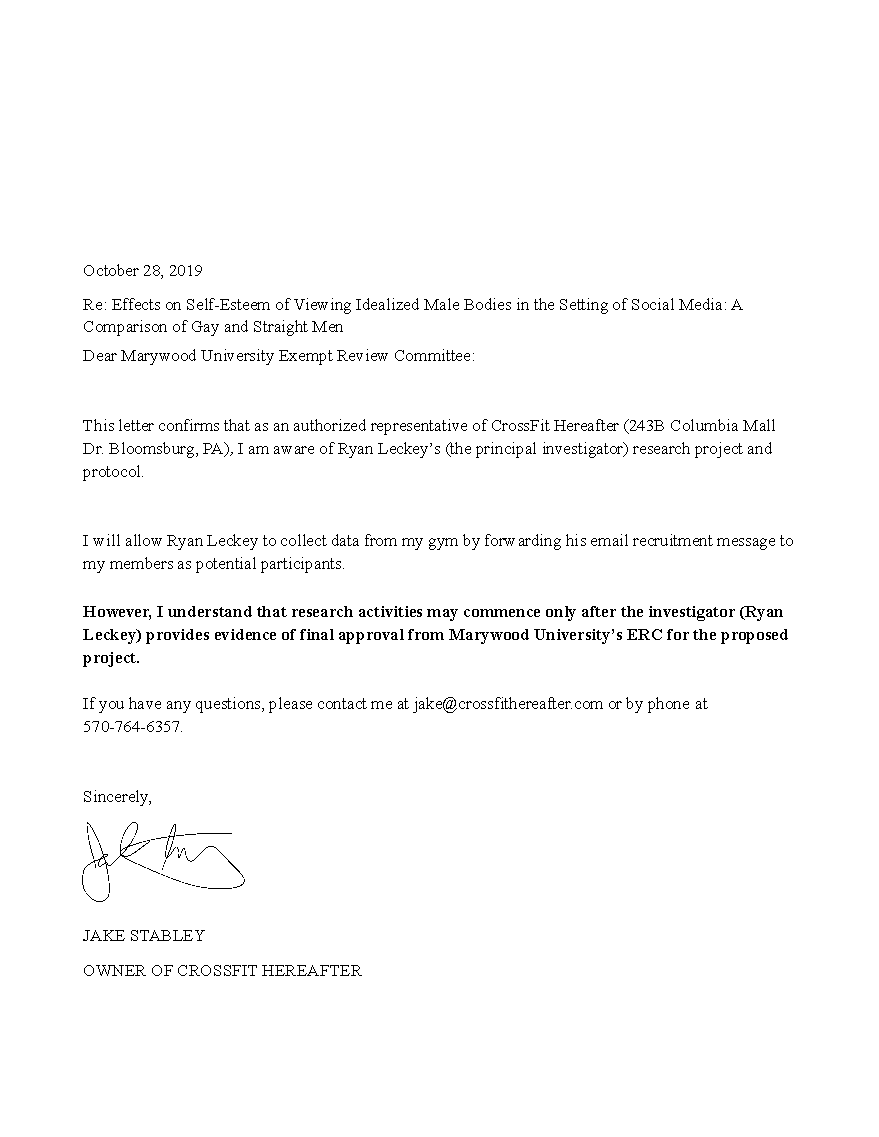 October 28, 2019
Re: Effects on Self-Esteem of Viewing Idealized Male Bodies in the Setting of Social Media: A
Comparison of Gay and Straight Men
Dear Marywood University Exempt Review Committee:
This letter confirms that as an authorized representative of CrossFit Hereafter (243B Columbia Mall
Dr. Bloomsburg, PA), I am aware of Ryan Leckey’s (the principal investigator) research project and
protocol.
I will allow Ryan Leckey to collect data from my gym by forwarding his email recruitment message to
my members as potential participants.
However, I understand that research activities may commence only after the investigator (Ryan
Leckey) provides evidence of final approval from Marywood University’s ERC for the proposed
project.
If you have any questions, please contact me at jake@crossfithereafter.com or by phone at
570-764-6357.
Sincerely,
JAKE STABLEY
OWNER OF CROSSFIT HEREAFTER